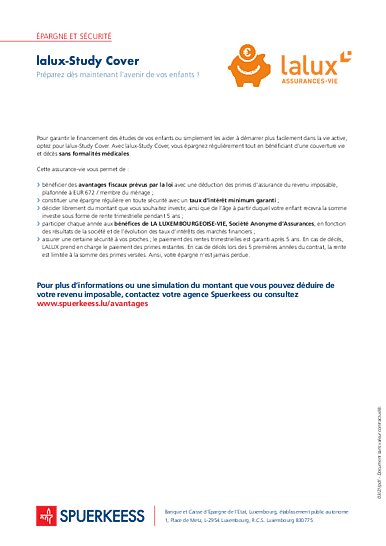 ÉPARGNE ET SÉCURITÉ
lalux-Study Cover
Préparez dès maintenant l'avenir de vos enfants !
€
lalux
ASSURANCES-VIE
Pour garantir le financement des études de vos enfants ou simplement les aider à démarrer plus facilement dans la vie active,
optez pour lalux-Study Cover. Avec lalux-Study Cover, vous épargnez régulièrement tout en bénéficiant d'une couverture vie
et décès sans formalités médicales.
Cette assurance-vie vous permet de :
› bénéficier des avantages fiscaux prévus par la loi avec une déduction des primes d'assurance du revenu imposable,
plafonnée à EUR 672 / membre du ménage ;
› constituer une épargne régulière en toute sécurité avec un taux d'intérêt minimum garanti ;
› décider librement du montant que vous souhaitez investir, ainsi que de l'âge à partir duquel votre enfant recevra la somme
investie sous forme de rente trimestrielle pendant 5 ans ;
› participer chaque année aux bénéfices de LA LUXEMBOURGEOISE-VIE, Société Anonyme d'Assurances, en fonction
des résultats de la société et de l'évolution des taux d'intérêts des marchés financiers ;
› assurer une certaine sécurité à vos proches ; le paiement des rentes trimestrielles est garanti après 5 ans. En cas de décès,
LALUX prend en charge le paiement des primes restantes. En cas de décès lors des 5 premières années du contrat, la rente
est limitée à la somme des primes versées. Ainsi, votre épargne n'est jamais perdue.
Pour plus d'informations ou une simulation du montant que vous pouvez déduire de
votre revenu imposable, contactez votre agence Spuerkeess ou consultez
www.spuerkeess.lu/avantages
SPUERKEESS
Banque et Caisse d'Epargne de l'Etat, Luxembourg, établissement public autonome
1, Place de Metz, L-2954 Luxembourg, R.C.S. Luxembourg B30775